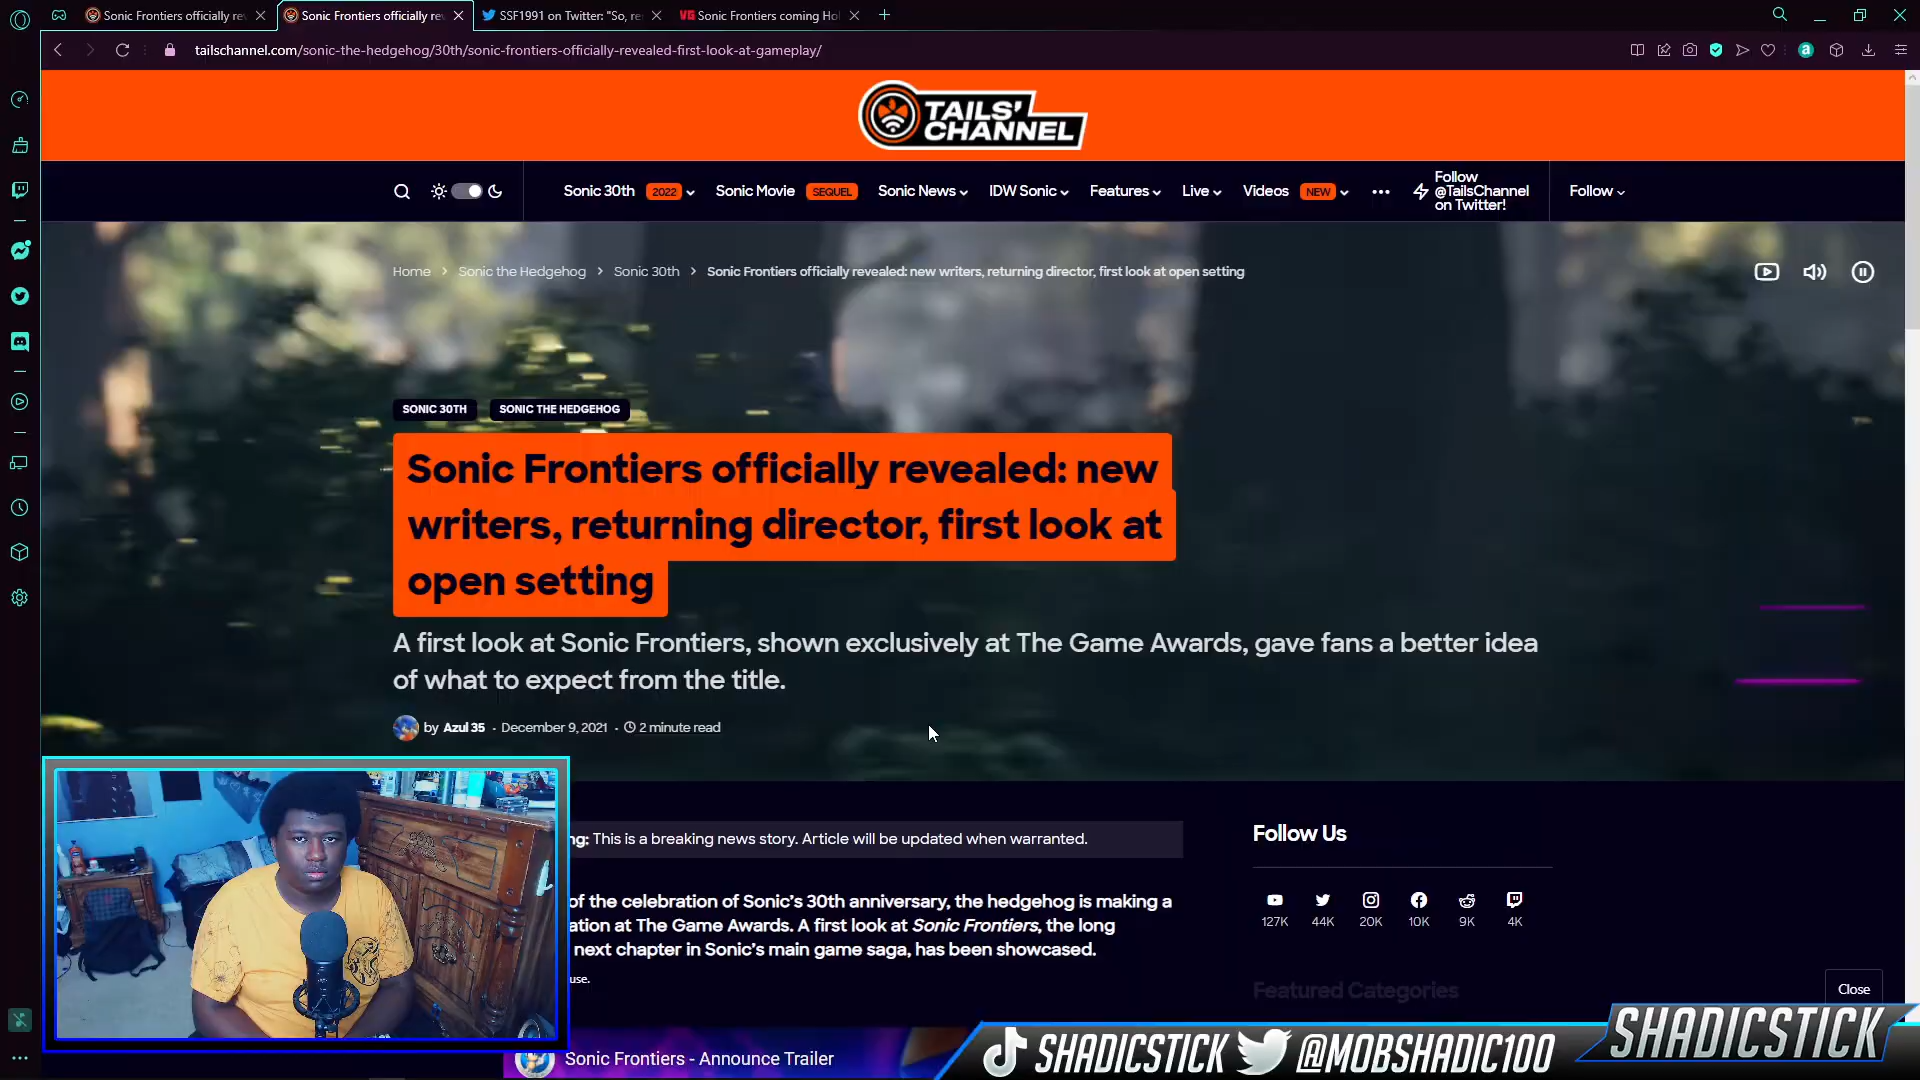 Sonic Frontiers officially re
Sonic Frontiers officially re
SSF1991 on Twitter: "So, re
VG Sonic Frontiers coming Hol
tailschannel.com/sonic-the-hedgehog/30th/sonic-frontiers-officially-revealed-first-look-at-gameplay/
TAILS'
CHANNEL
Sonic 30th 2022 Sonic Movie SEQUEL Sonic News IDW Sonic Features Live Videos NEW
Follow
@TailsChannel
on Twitter!
Follow
Home > Sonic the Hedgehog > Sonic 30th > Sonic Frontiers officially revealed: new writers, returning director, first look at open setting
SONIC 30TH SONIC THE HEDGEHOG
Sonic Frontiers officially revealed: new
writers, returning director, first look at
open setting
A first look at Sonic Frontiers, shown exclusively at The Game Awards, gave fans a better idea
of what to expect from the title.
by Azul 35 · December 9, 2021 · 2 minute read
ng: This is a breaking news story. Article will be updated when warranted.
of the celebration of Sonic's 30th anniversary, the hedgehog is making a
ation at The Game Awards. A first look at Sonic Frontiers, the long
next chapter in Sonic's main game saga, has been showcased.
use.
Sonic Frontiers - Announce Trailer
Follow Us
127K 44K 20K 10K 9K 4K
Featured Categories
Close
SHADICSTICK @MOBSHADIC100
SHADICSTICK